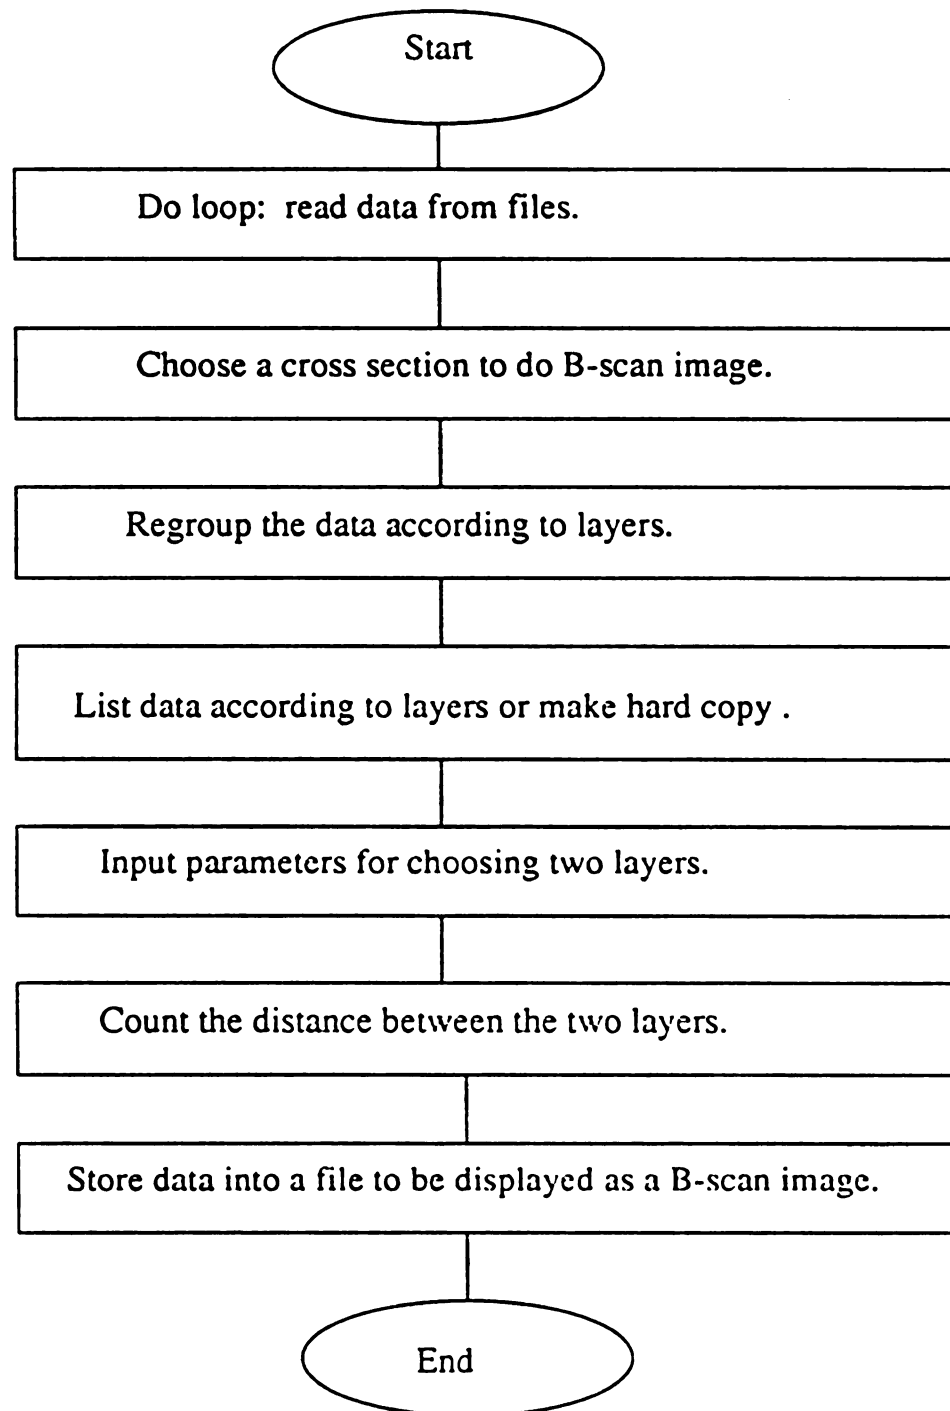 Start
Do loop: read data from files.
Choose a cross section to do B-scan image.
Regroup the data according to layers.
List data according to layers or make hard copy .
Input parameters for choosing two layers.
Count the distance between the two layers.
Store data into a file to be displayed as a B-scan image.
End